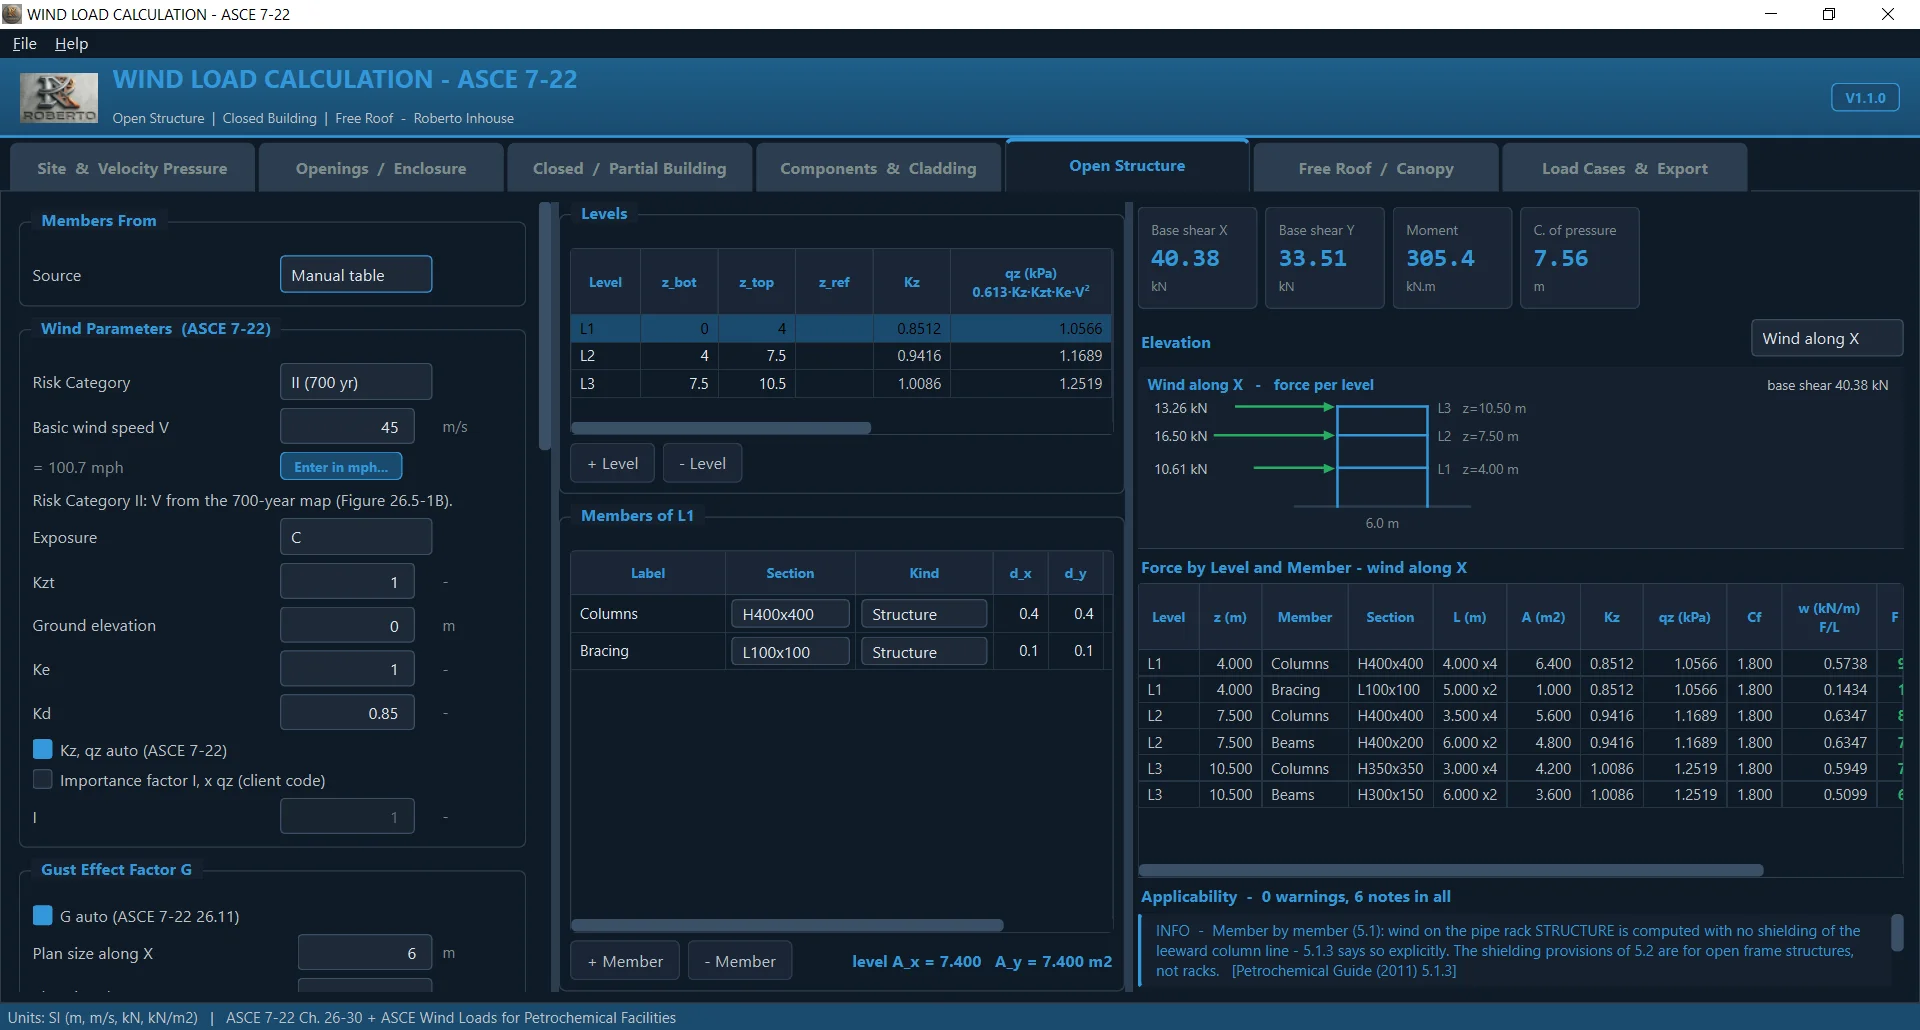 WIND LOAD CALCULATION - ASCE 7-22
File Help
ROBERTO
WIND LOAD CALCULATION - ASCE 7-22
Open Structure | Closed Building | Free Roof - Roberto Inhouse
V1.1.0
Site & Velocity Pressure
Openings / Enclosure
Closed / Partial Building
Components & Cladding
Open Structure
Free Roof / Canopy
Load Cases & Export
Members From
Source Manual table
Wind Parameters (ASCE 7-22)
Risk Category II (700 yr)
Basic wind speed V 45 m/s
= 100.7 mph Enter in mph...
Risk Category II: V from the 700-year map (Figure 26.5-1B).
Exposure C
Kzt 1 -
Ground elevation 0 m
Ke 1 -
Kd 0.85 -
Kz, qz auto (ASCE 7-22)
Importance factor I, x qz (client code)
I 1 -
Gust Effect Factor G
G auto (ASCE 7-22 26.11)
Plan size along X 6 m
Levels
Level z_bot z_top z_ref Kz qz (kPa)
0.613·Kz·Kzt·Ke·V²
L1 0 4 0.8512 1.0566
L2 4 7.5 0.9416 1.1689
L3 7.5 10.5 1.0086 1.2519
+ Level - Level
Members of L1
Label Section Kind d_x d_y
Columns H400x400 Structure 0.4 0.4
Bracing L100x100 Structure 0.1 0.1
+ Member - Member level A_x = 7.400 A_y = 7.400 m2
Base shear X
40.38
kN
Base shear Y
33.51
kN
Moment
305.4
kN.m
C. of pressure
7.56
m
Elevation Wind along X
Wind along X - force per level base shear 40.38 kN
13.26 kN L3 z=10.50 m
16.50 kN L2 z=7.50 m
10.61 kN L1 z=4.00 m
6.0 m
Force by Level and Member - wind along X
Level z (m) Member Section L (m) A (m2) Kz qz (kPa) Cf w (kN/m) F
F/L
L1 4.000 Columns H400x400 4.000 x4 6.400 0.8512 1.0566 1.800 0.5738
L1 4.000 Bracing L100x100 5.000 x2 1.000 0.8512 1.0566 1.800 0.1434
L2 7.500 Columns H400x400 3.500 x4 5.600 0.9416 1.1689 1.800 0.6347
L2 7.500 Beams H400x200 6.000 x2 4.800 0.9416 1.1689 1.800 0.6347
L3 10.500 Columns H350x350 3.000 x4 4.200 1.0086 1.2519 1.800 0.5949
L3 10.500 Beams H300x150 6.000 x2 3.600 1.0086 1.2519 1.800 0.5099
Applicability - 0 warnings, 6 notes in all
INFO - Member by member (5.1): wind on the pipe rack STRUCTURE is computed with no shielding of the
leeward column line - 5.1.3 says so explicitly. The shielding provisions of 5.2 are for open frame structures,
not racks. [Petrochemical Guide (2011) 5.1.3]
Units: SI (m, m/s, kN, kN/m2) | ASCE 7-22 Ch. 26-30 + ASCE Wind Loads for Petrochemical Facilities